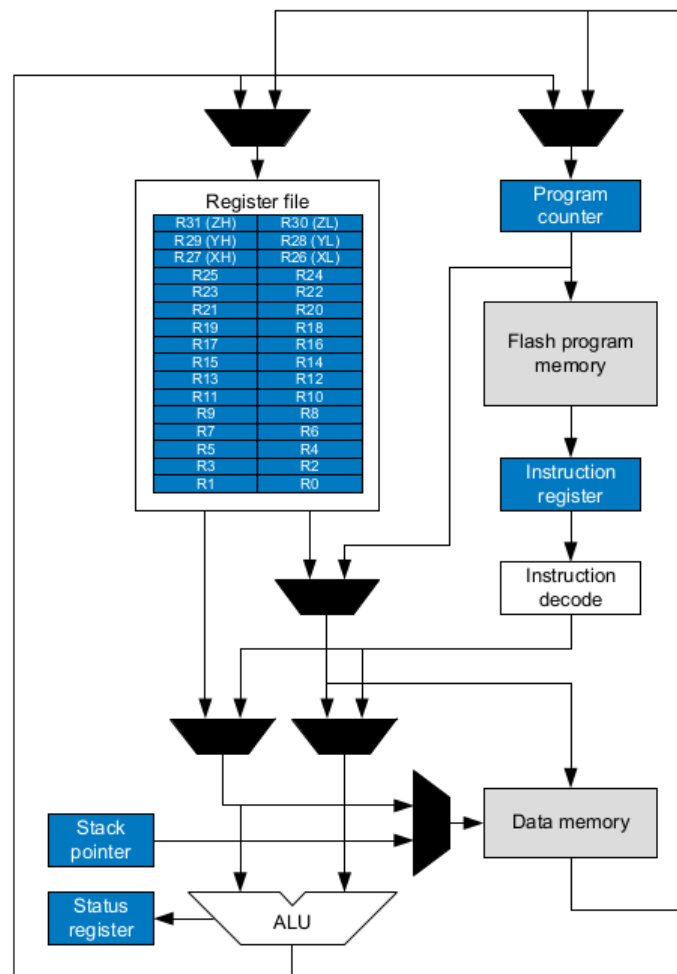 Register file
R31 (ZH) R30 (ZL)
R29 (YH) R28 (YL)
R27 (XH) R26 (XL)
R25 R24
R23 R22
R21 R20
R19 R18
R17 R16
R15 R14
R13 R12
R11 R10
R9 R8
R7 R6
R5 R4
R3 R2
R1 R0
Program
counter
Flash program
memory
Instruction
register
Instruction
decode
Stack
pointer
Data memory
Status
register
ALU